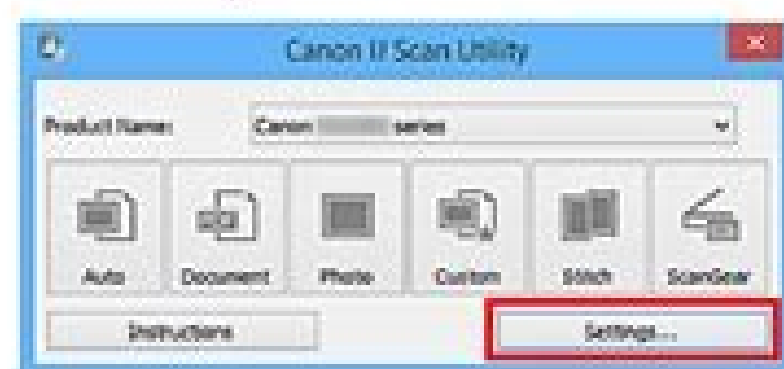 Canon IJ Scan Utility
Product Name: Canon series
Auto Document Photo Custom Stitch ScanGear
Instructions Settings...